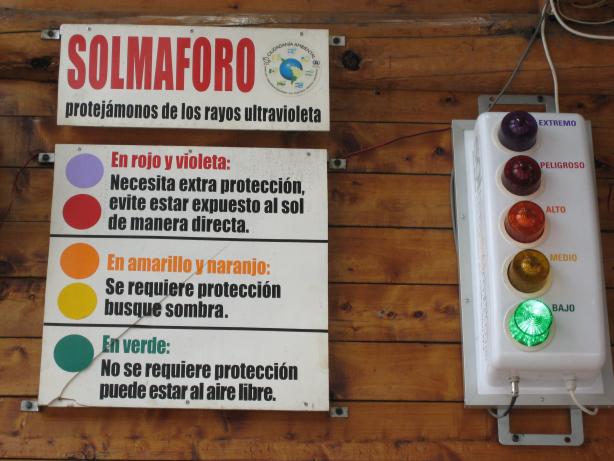 SOLMAFORO
CIUDADANÍA AMBIENTAL
protejámonos de los rayos ultravioleta
En rojo y violeta:
Necesita extra protección,
evite estar expuesto al sol
de manera directa.
En amarillo y naranjo:
Se requiere protección
busque sombra.
En verde:
No se requiere protección
puede estar al aire libre.
EXTREMO
PELIGROSO
ALTO
MEDIO
BAJO